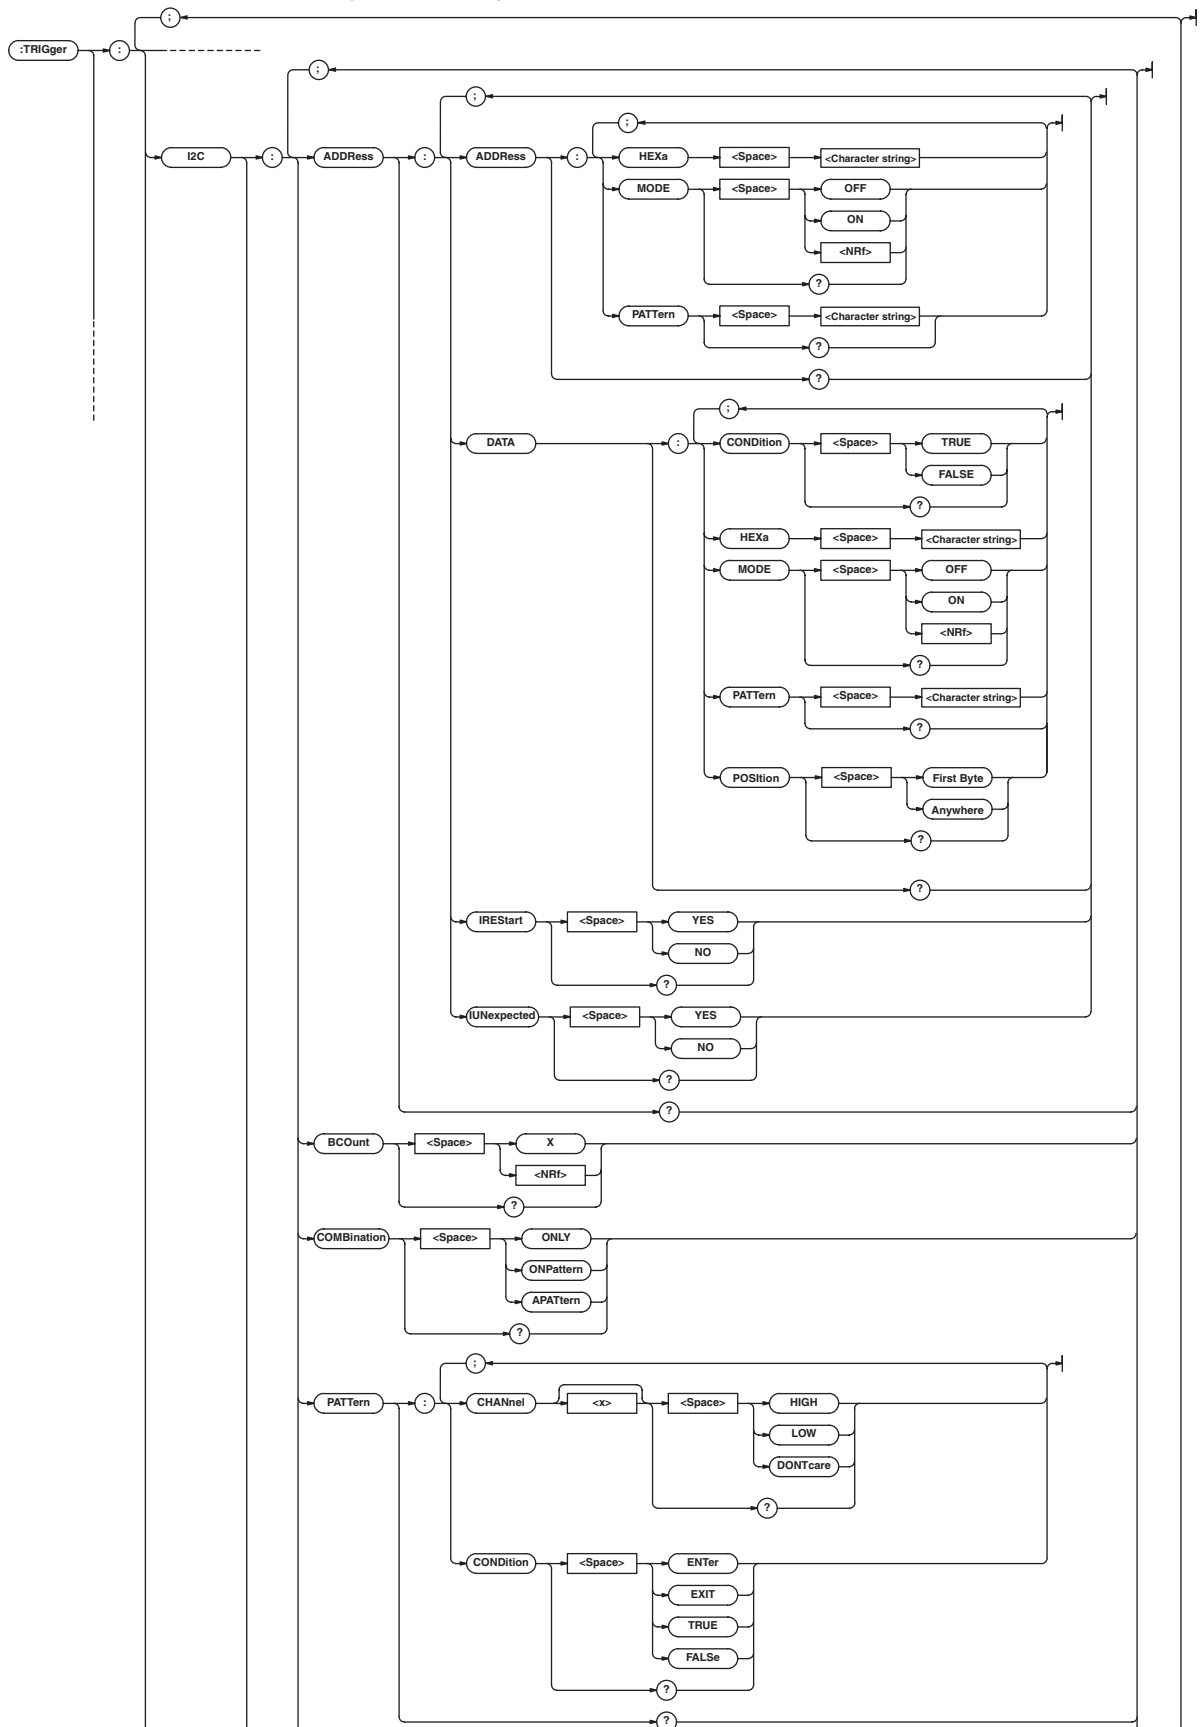 ;
:TRIGger : 
;
;
;
I2C : ADDRess : ADDRess : HEXa <Space> <Character string>
MODE <Space> OFF
ON
<NRf>
?
PATTern <Space> <Character string>
?
?
;
DATA : CONDition <Space> TRUE
FALSE
?
HEXa <Space> <Character string>
MODE <Space> OFF
ON
<NRf>
?
PATTern <Space> <Character string>
?
POSItion <Space> First Byte
Anywhere
?
?
IREStart <Space> YES
NO
?
IUNexpected <Space> YES
NO
?
?
BCOunt <Space> X
<NRf>
?
COMBination <Space> ONLY
ONPattern
APATtern
?
;
PATTern : CHANnel <x> <Space> HIGH
LOW
DONTcare
?
CONDition <Space> ENTer
EXIT
TRUE
FALSe
?
?